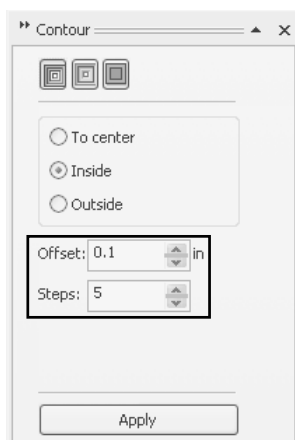 Contour
To center
Inside
Outside
Offset: 0.1 in
Steps: 5
Apply